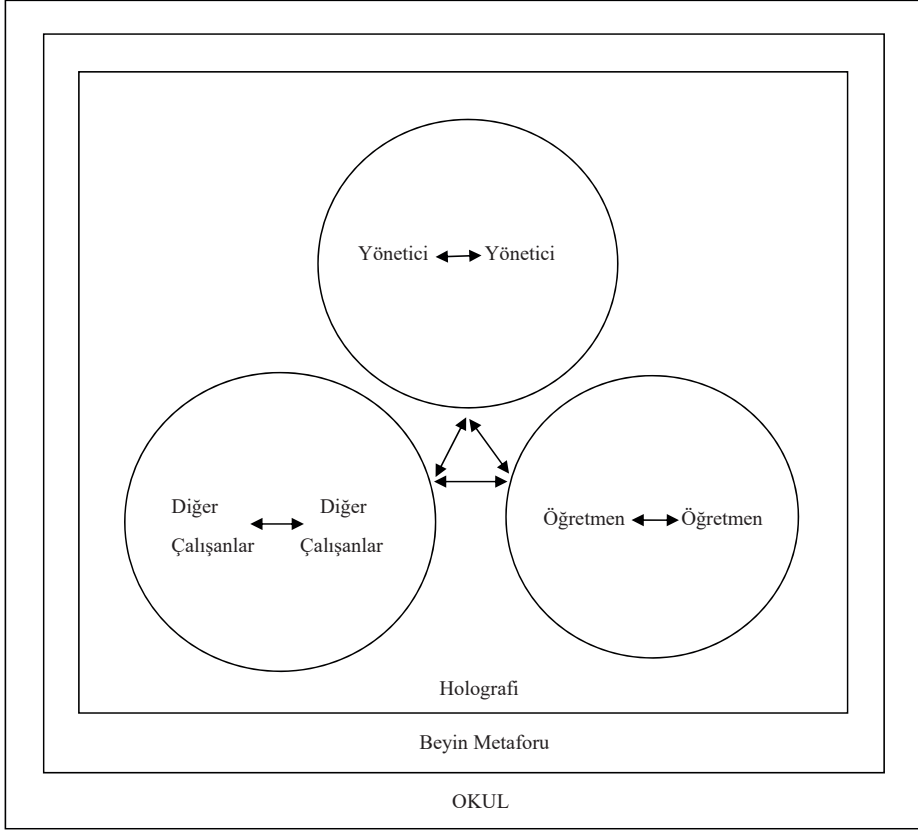 Yönetici Yönetici
Diğer Diğer
Çalışanlar Çalışanlar
Öğretmen Öğretmen
Holografi
Beyin Metaforu
OKUL